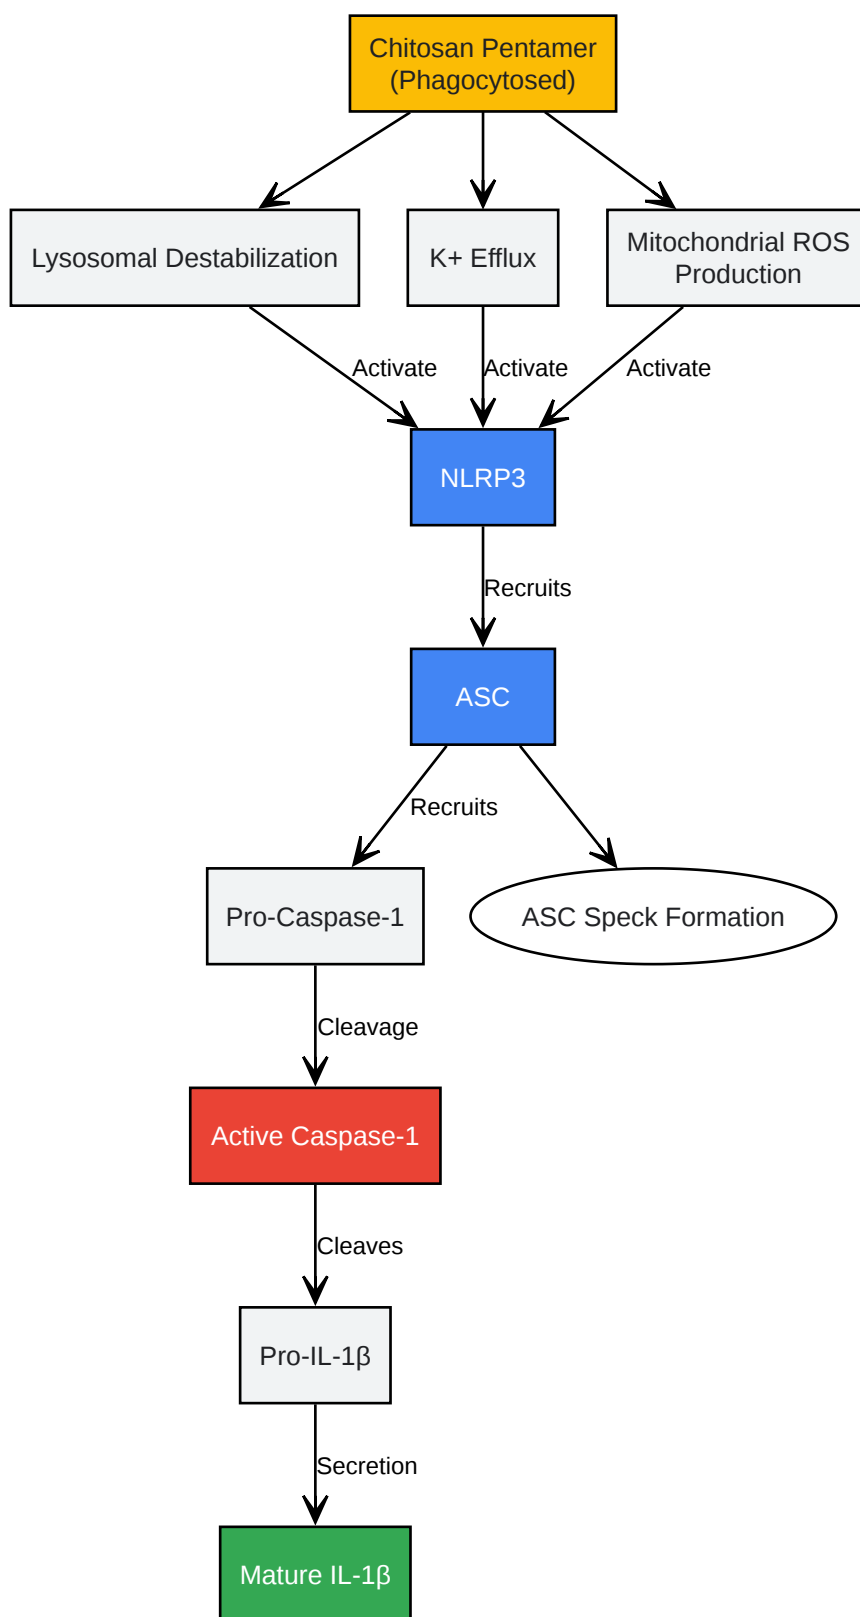 Chitosan Pentamer
(Phagocytosed)
Lysosomal Destabilization
K+ Efflux
Mitochondrial ROS
Production
Activate
Activate
Activate
NLRP3
Recruits
ASC
Recruits
Pro-Caspase-1
ASC Speck Formation
Cleavage
Active Caspase-1
Cleaves
Pro-IL-1β
Secretion
Mature IL-1β